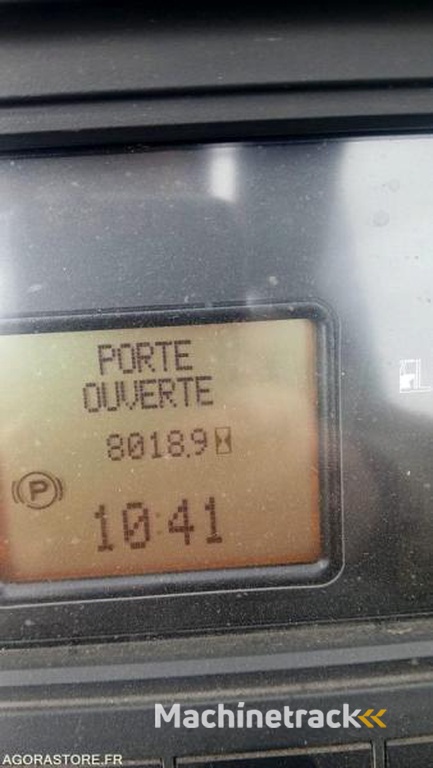 PORTE
OUVERTE
8018.9
P
10:41
Machinetrack
AGORASTORE.FR